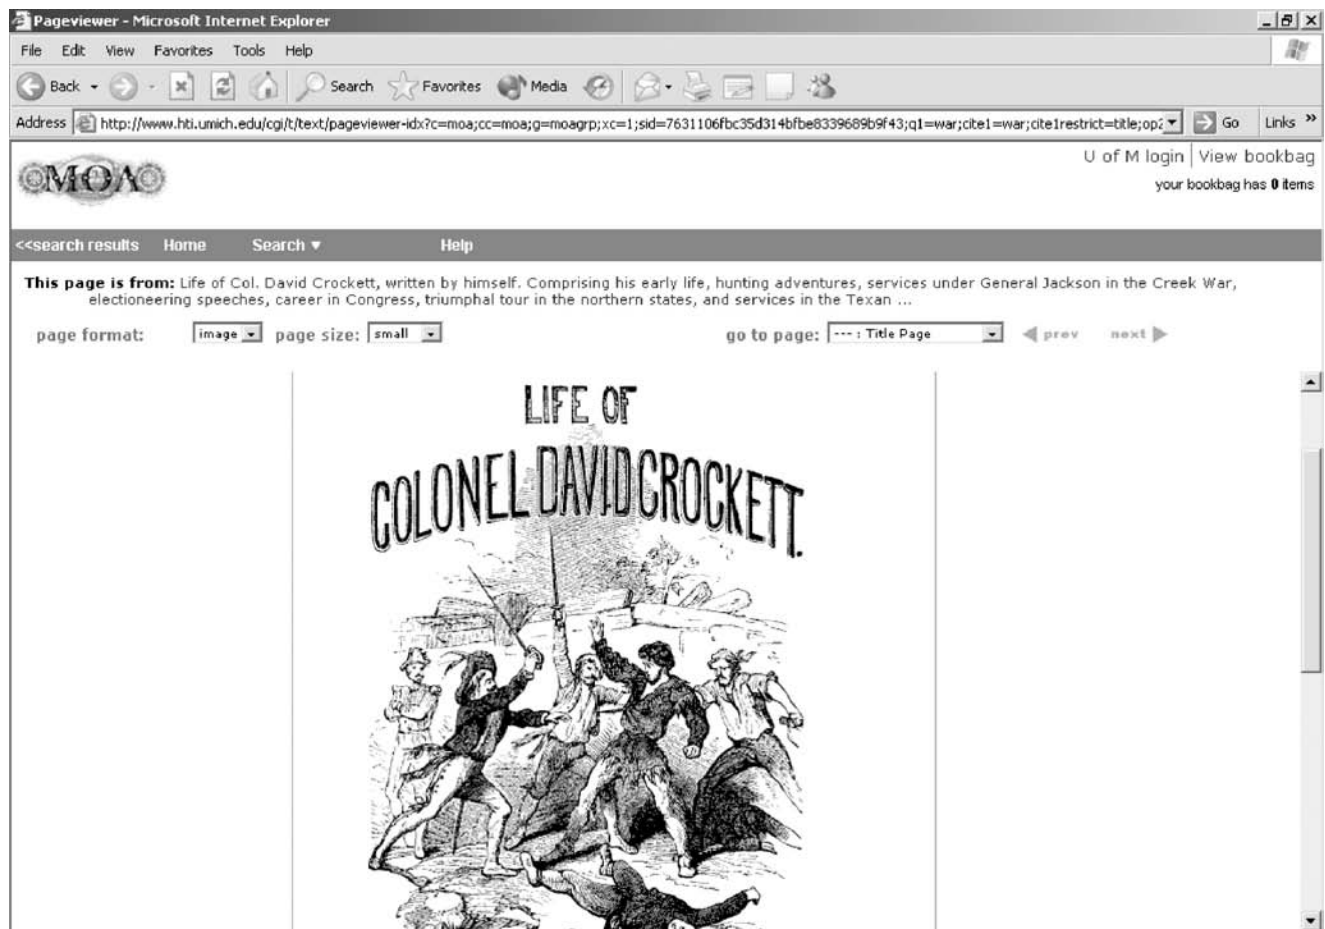 Pageviewer - Microsoft Internet Explorer
File Edit View Favorites Tools Help
Back Search Favorites Media
Address http://www.hti.umich.edu/cgi/t/text/pageviewer-idx?c=moa;cc=moa;g=moagrp;xc=1;sid=7631106fbc35d314bfbe8339689b9f43;q1=war;cite1=war;cite1restrict=title;op2 Go Links »
MOA
U of M login View bookbag
your bookbag has 0 items
<<search results Home Search ▼ Help
This page is from: Life of Col. David Crockett, written by himself. Comprising his early life, hunting adventures, services under General Jackson in the Creek War,
electioneering speeches, career in Congress, triumphal tour in the northern states, and services in the Texan ...
page format: image page size: small go to page: --- : Title Page prev next
LIFE OF
COLONEL DAVID CROCKETT.